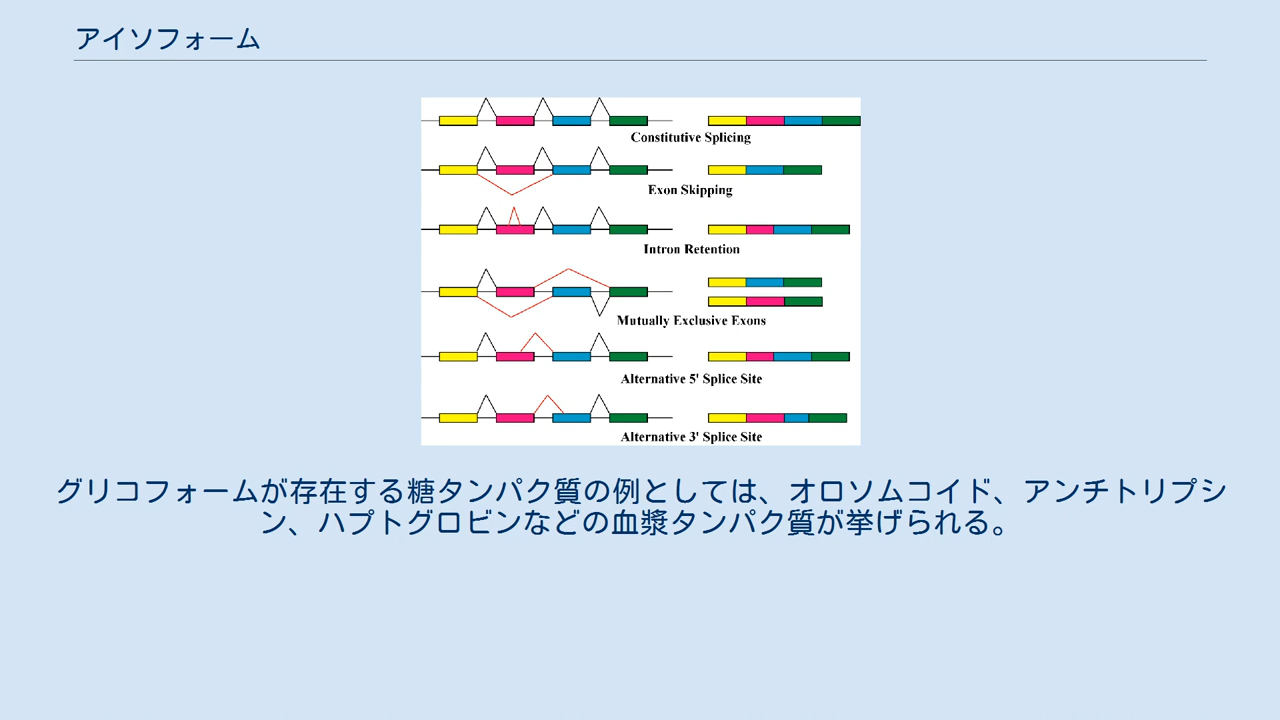 アイソフォーム
Constitutive Splicing
Exon Skipping
Intron Retention
Mutually Exclusive Exons
Alternative 5' Splice Site
Alternative 3' Splice Site
グリコフォームが存在する糖タンパク質の例としては、オロソムコイド、アンチトリプシ
ン、ハプトグロビンなどの血漿タンパク質が挙げられる。